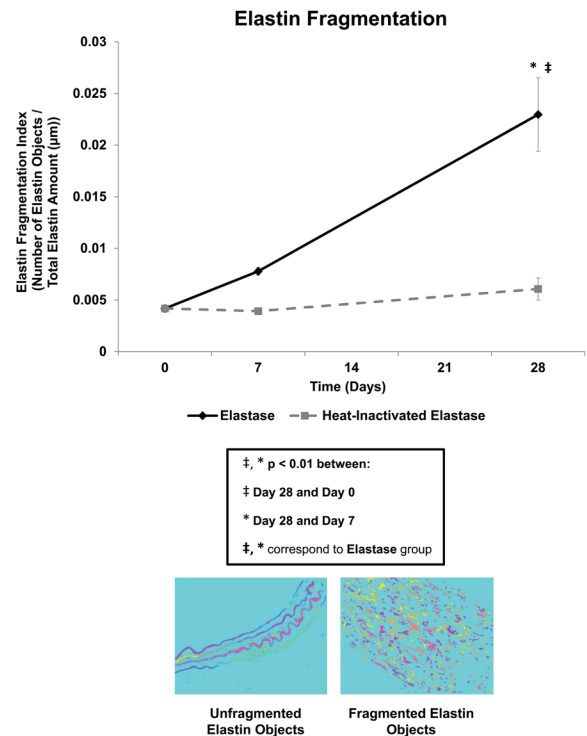 Elastin Fragmentation
Elastin Fragmentation Index
(Number of Elastin Objects /
Total Elastin Amount (µm))
0.03
0.025
0.02
0.015
0.01
0.005
0
* ‡
0 7 14 21 28
Time (Days)
Elastase Heat-Inactivated Elastase
‡, * p < 0.01 between:
‡ Day 28 and Day 0
* Day 28 and Day 7
‡, * correspond to Elastase group
Unfragmented
Elastin Objects
Fragmented Elastin
Objects